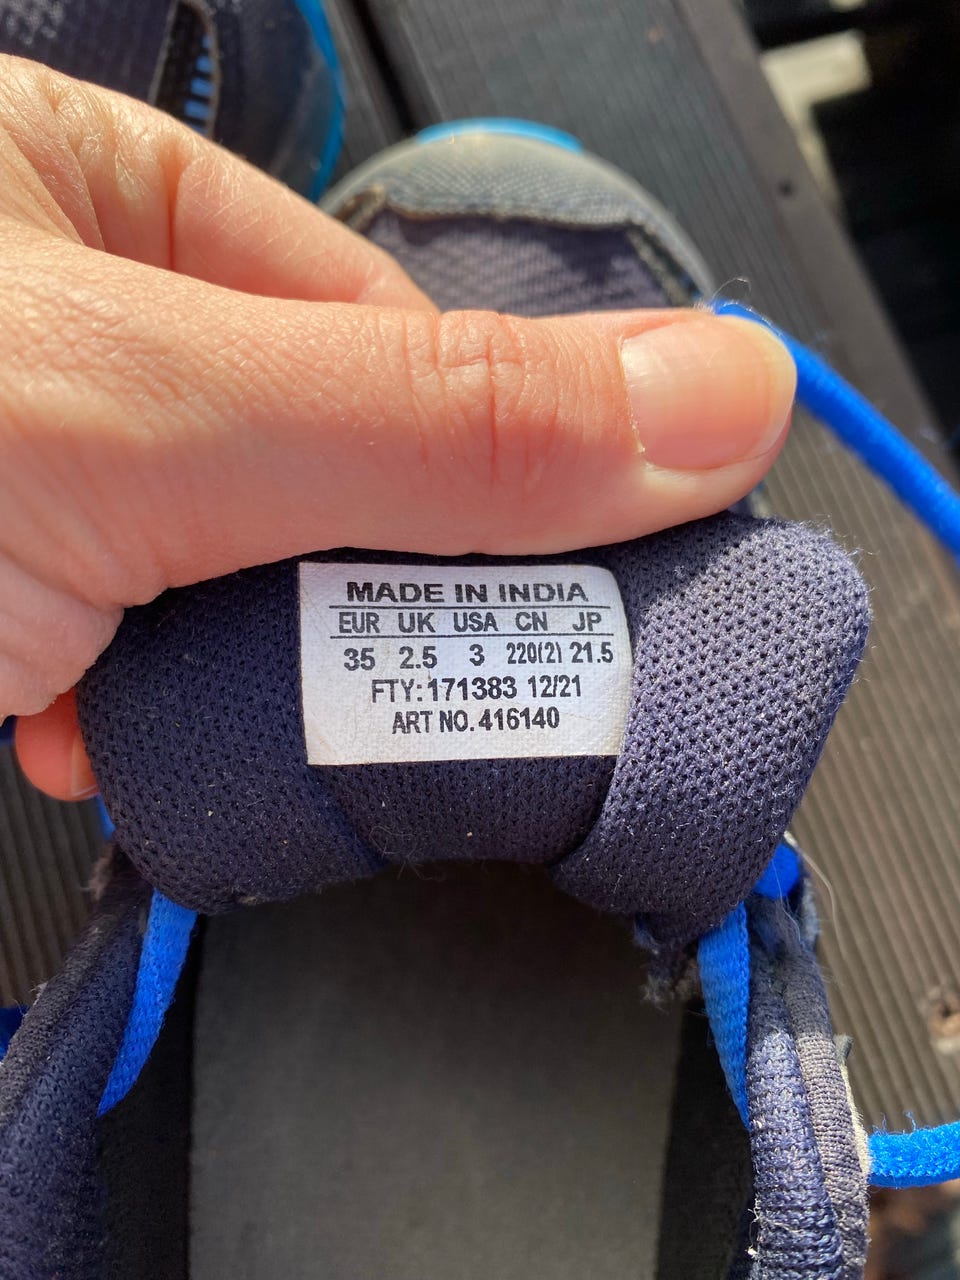 MADE IN INDIA
EUR UK USA CN JP
35 2.5 3 220(2) 21.5
FTY: 171383 12/21
ART NO. 416140